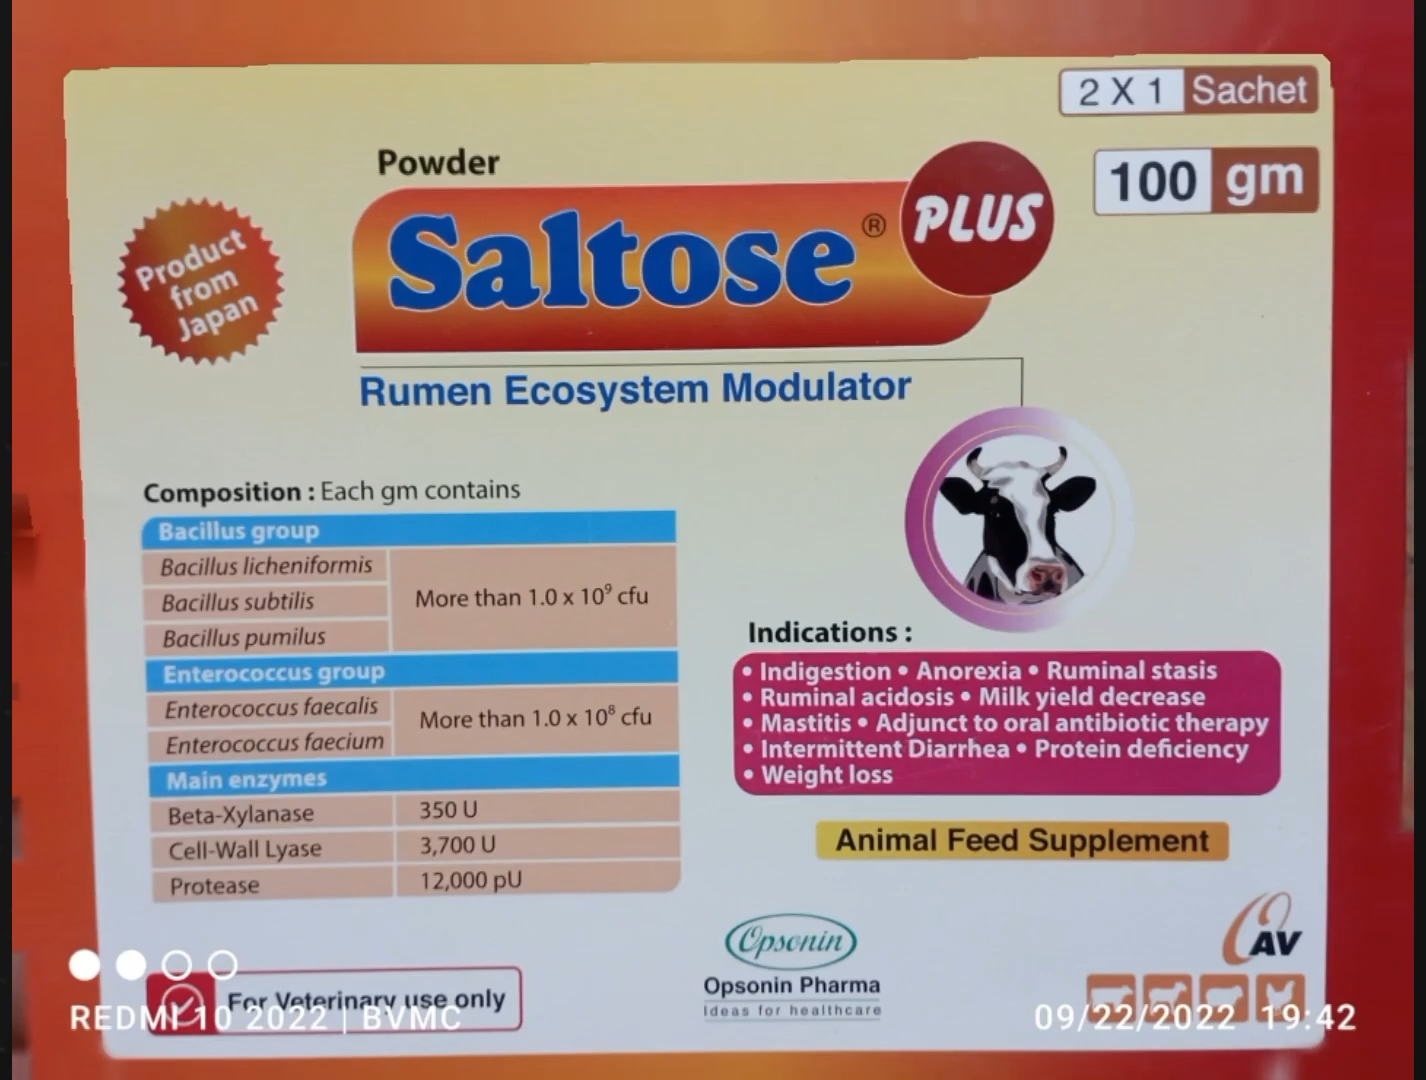 2 X 1 Sachet
100 gm
Powder
Saltose® PLUS
Product
from
Japan
Rumen Ecosystem Modulator
Composition : Each gm contains
Bacillus group
Bacillus licheniformis
Bacillus subtilis
Bacillus pumilus
More than 1.0 x 10⁹ cfu
Enterococcus group
Enterococcus faecalis
Enterococcus faecium
More than 1.0 x 10⁸ cfu
Main enzymes
Beta-Xylanase 350 U
Cell-Wall Lyase 3,700 U
Protease 12,000 pU
Indications :
• Indigestion • Anorexia • Ruminal stasis
• Ruminal acidosis • Milk yield decrease
• Mastitis • Adjunct to oral antibiotic therapy
• Intermittent Diarrhea • Protein deficiency
• Weight loss
Animal Feed Supplement
For Veterinary use only
Opsonin
Opsonin Pharma
Ideas for healthcare
AV
REDMI 10 2022 | BVMC
09/22/2022 19:42